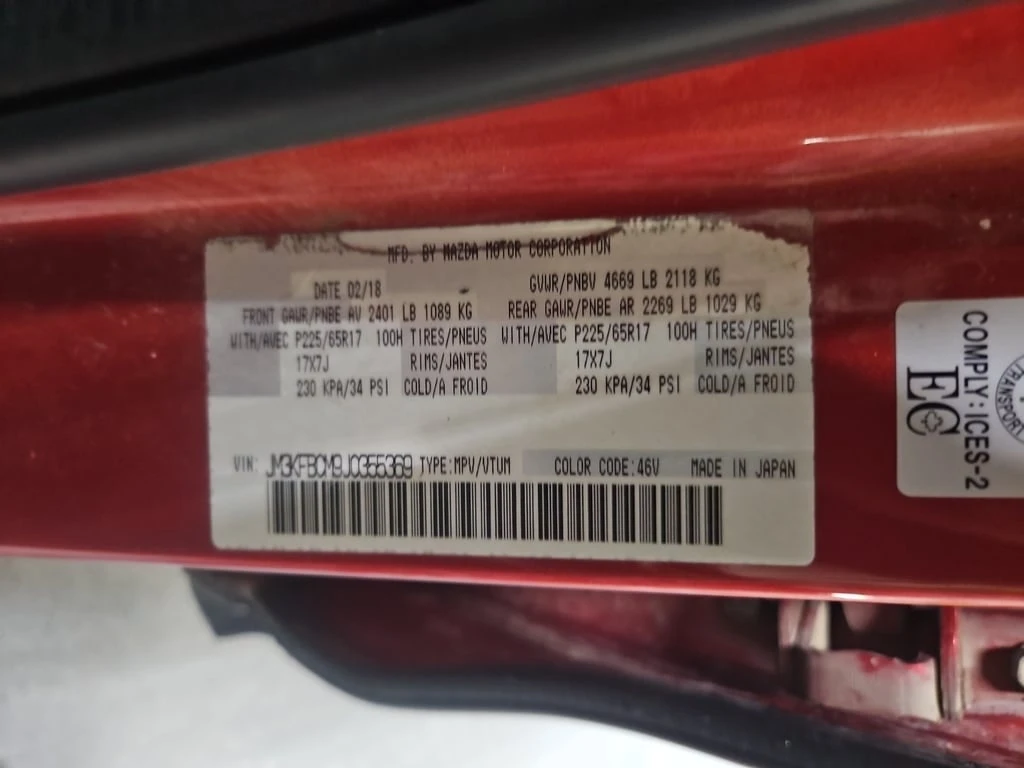 MFD. BY MAZDA MOTOR CORPORATION
DATE 02/18 GVWR/PNBV 4669 LB 2118 KG
FRONT GAWR/PNBE AV 2401 LB 1089 KG REAR GAWR/PNBE AR 2269 LB 1029 KG
WITH/AVEC P225/65R17 100H TIRES/PNEUS WITH/AVEC P225/65R17 100H TIRES/PNEUS
17X7J RIMS/JANTES 17X7J RIMS/JANTES
230 KPA/34 PSI COLD/A FROID 230 KPA/34 PSI COLD/A FROID
VIN: JM3KFBCM9J0355369 TYPE:MPV/VTUM COLOR CODE:46V MADE IN JAPAN
COMPLY: ICES-2
EC
TRANSPORT